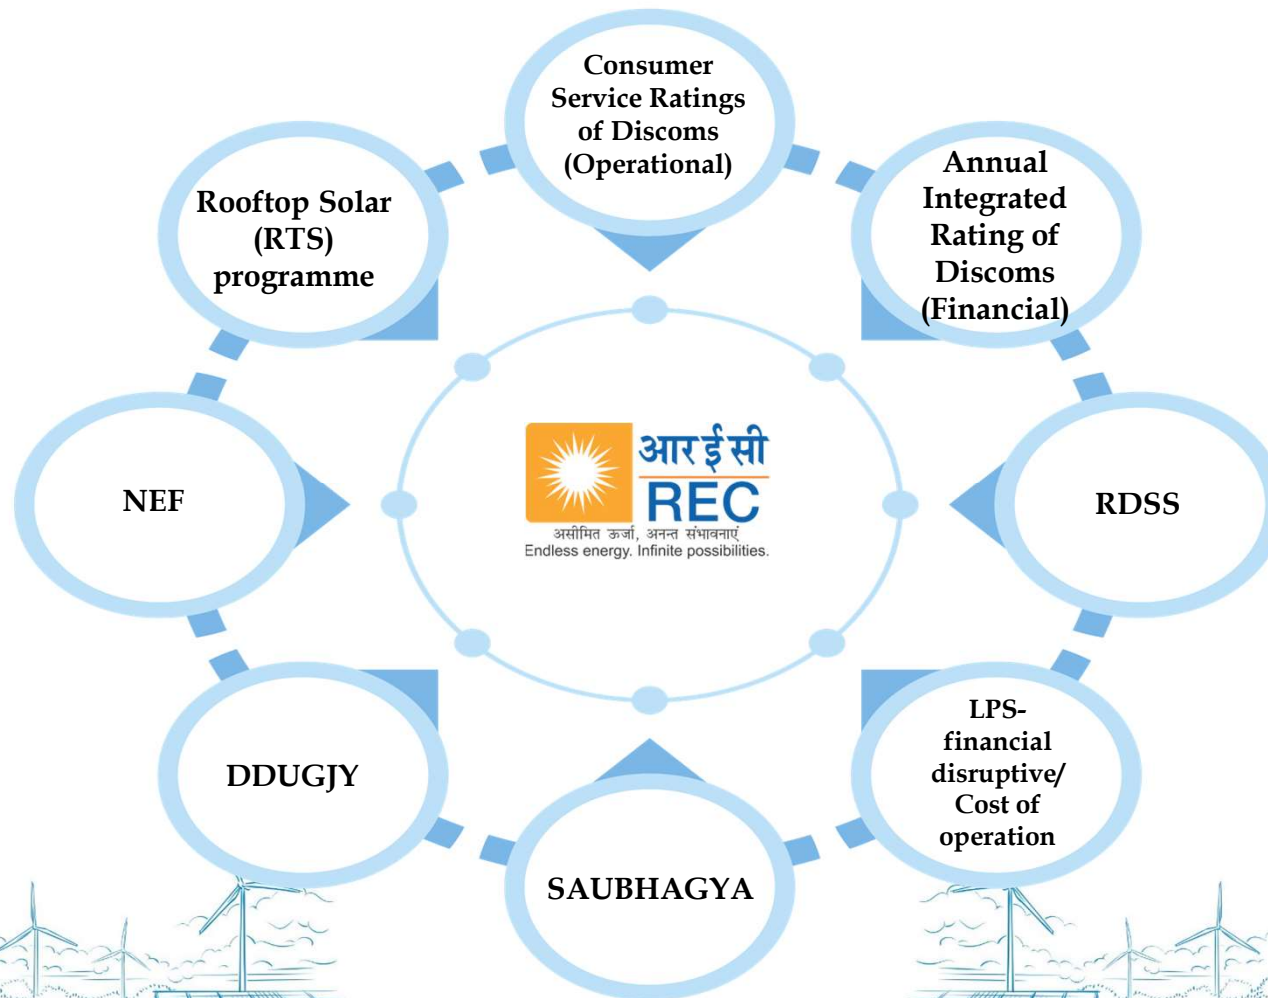 Consumer
Service Ratings
of Discoms
(Operational)
Annual
Integrated
Rating of
Discoms
(Financial)
Rooftop Solar
(RTS)
programme
आर ई सी
REC
असीमित ऊर्जा, अनन्त संभावनाएं
Endless energy. Infinite possibilities.
NEF
RDSS
DDUGJY
LPS-
financial
disruptive/
Cost of
operation
SAUBHAGYA